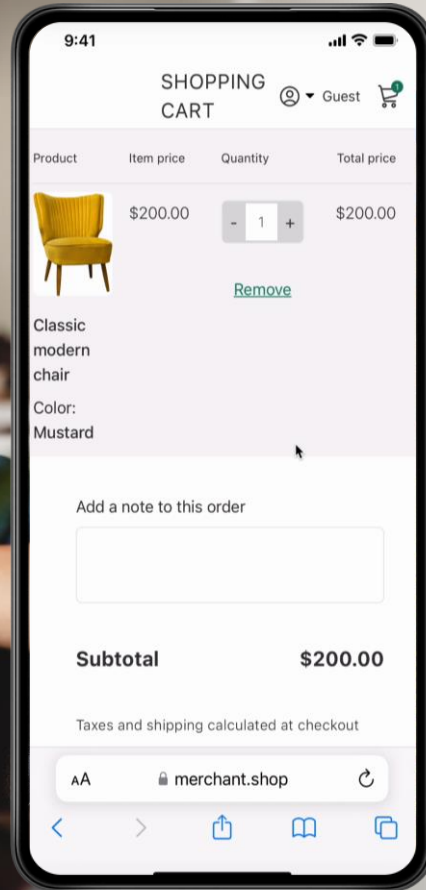 9:41
SHOPPING
CART
Guest
1
Product Item price Quantity Total price
$200.00 - 1 + $200.00
Remove
Classic
modern
chair
Color:
Mustard
Add a note to this order
Subtotal $200.00
Taxes and shipping calculated at checkout
AA merchant.shop